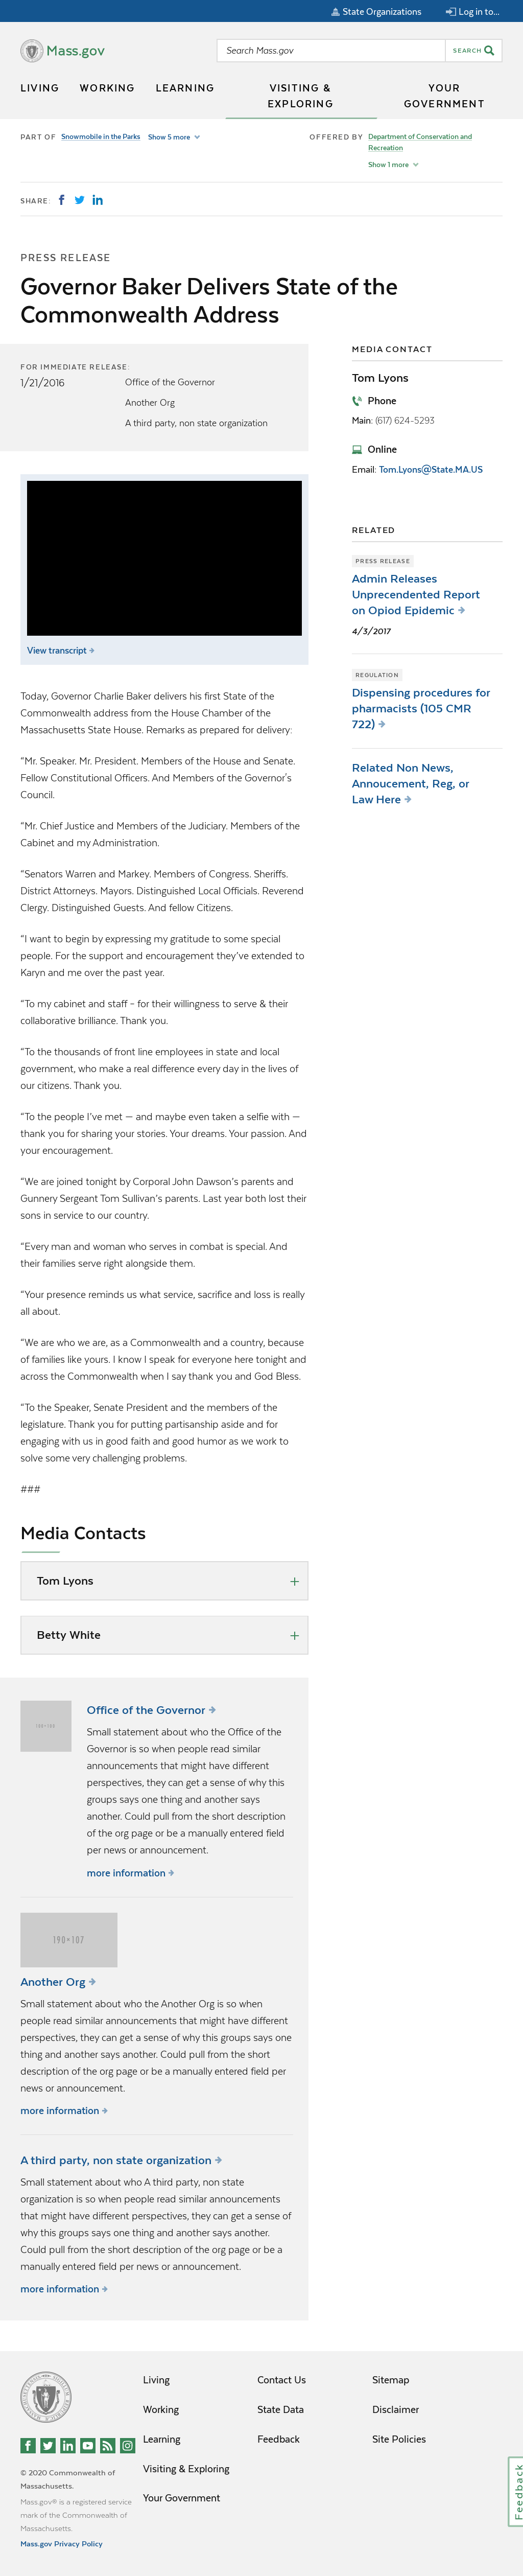 State Organizations
Log in to...
Mass.gov
Search Mass.gov
SEARCH
LIVING
WORKING
LEARNING
VISITING &
EXPLORING
YOUR
GOVERNMENT
PART OF
Snowmobile in the Parks
Show 5 more
OFFERED BY
Department of Conservation and
Recreation
Show 1 more
SHARE:
PRESS RELEASE
Governor Baker Delivers State of the
Commonwealth Address
FOR IMMEDIATE RELEASE:
1/21/2016
Office of the Governor
Another Org
A third party, non state organization
View transcript
Today, Governor Charlie Baker delivers his first State of the
Commonwealth address from the House Chamber of the
Massachusetts State House. Remarks as prepared for delivery:
“Mr. Speaker. Mr. President. Members of the House and Senate.
Fellow Constitutional Officers. And Members of the Governor's
Council.
“Mr. Chief Justice and Members of the Judiciary. Members of the
Cabinet and my Administration.
“Senators Warren and Markey. Members of Congress. Sheriffs.
District Attorneys. Mayors. Distinguished Local Officials. Reverend
Clergy. Distinguished Guests. And fellow Citizens.
“I want to begin by expressing my gratitude to some special
people. For the support and encouragement they’ve extended to
Karyn and me over the past year.
“To my cabinet and staff – for their willingness to serve & their
collaborative brilliance. Thank you.
“To the thousands of front line employees in state and local
government, who make a real difference every day in the lives of
our citizens. Thank you.
“To the people I’ve met — and maybe even taken a selfie with —
thank you for sharing your stories. Your dreams. Your passion. And
your encouragement.
“We are joined tonight by Corporal John Dawson’s parents and
Gunnery Sergeant Tom Sullivan’s parents. Last year both lost their
sons in service to our country.
“Every man and woman who serves in combat is special. And
their families serve right alongside them.
“Your presence reminds us what service, sacrifice and loss is really
all about.
“We are who we are, as a Commonwealth and a country, because
of families like yours. I know I speak for everyone here tonight and
across the Commonwealth when I say thank you and God Bless.
“To the Speaker, Senate President and the members of the
legislature. Thank you for putting partisanship aside and for
engaging with us in good faith and good humor as we work to
solve some very challenging problems.
###
MEDIA CONTACT
Tom Lyons
Phone
Main: (617) 624-5293
Online
Email: Tom.Lyons@State.MA.US
RELATED
PRESS RELEASE
Admin Releases
Unprecendented Report
on Opiod Epidemic
4/3/2017
REGULATION
Dispensing procedures for
pharmacists (105 CMR
722)
Related Non News,
Annoucement, Reg, or
Law Here
Media Contacts
Tom Lyons
Betty White
100×100
Office of the Governor
Small statement about who the Office of the
Governor is so when people read similar
announcements that might have different
perspectives, they can get a sense of why this
groups says one thing and another says
another. Could pull from the short description
of the org page or be a manually entered field
per news or announcement.
more information
190×107
Another Org
Small statement about who the Another Org is so when
people read similar announcements that might have different
perspectives, they can get a sense of why this groups says one
thing and another says another. Could pull from the short
description of the org page or be a manually entered field per
news or announcement.
more information
A third party, non state organization
Small statement about who A third party, non state
organization is so when people read similar announcements
that might have different perspectives, they can get a sense of
why this groups says one thing and another says another.
Could pull from the short description of the org page or be a
manually entered field per news or announcement.
more information
Living
Working
Learning
Visiting & Exploring
Your Government
Contact Us
State Data
Feedback
Sitemap
Disclaimer
Site Policies
© 2020 Commonwealth of
Massachusetts.
Mass.gov® is a registered service
mark of the Commonwealth of
Massachusetts.
Mass.gov Privacy Policy
Feedback